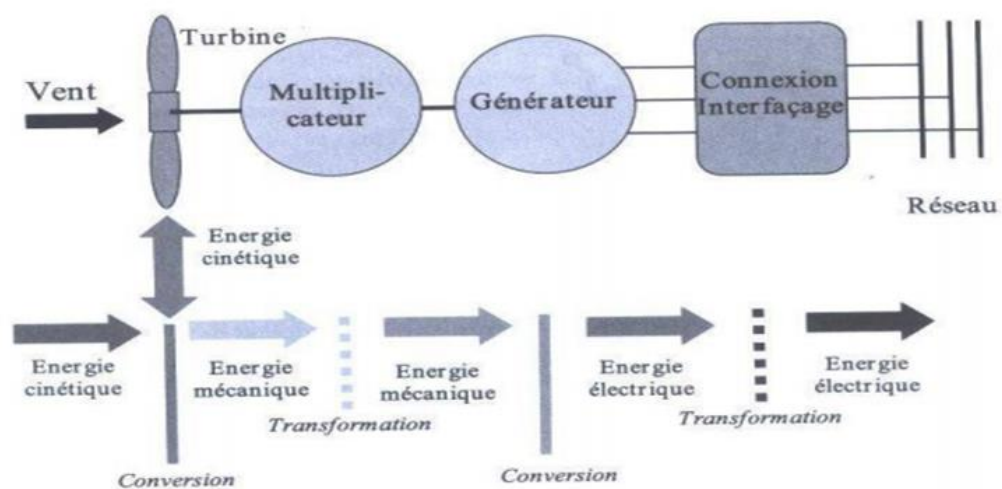 Turbine
Vent
Multipli-
cateur
Générateur
Connexion
Interfaçage
Réseau
Energie
cinétique
Energie
cinétique
Energie
mécanique
Energie
mécanique
Energie
électrique
Energie
électrique
Transformation
Transformation
Conversion
Conversion